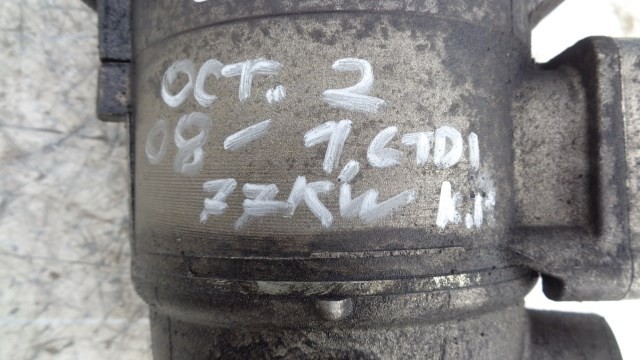 OCT.. 2
08 - 1,6TDI
77KW